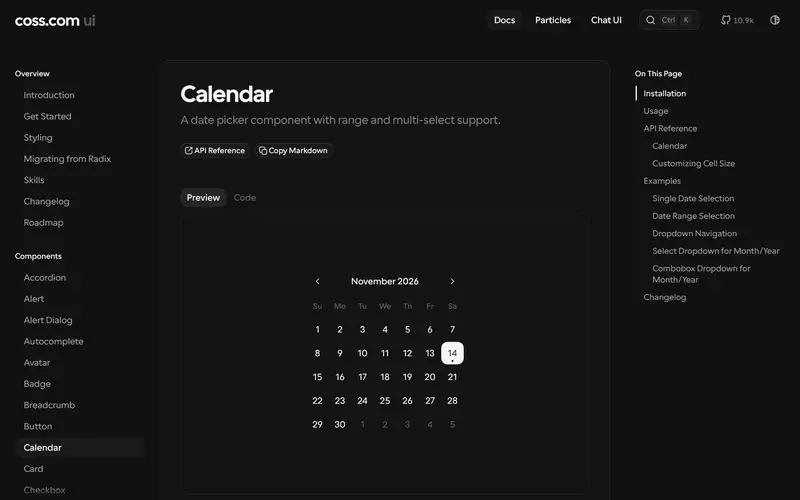 coss.com ui
Docs
Particles
Chat UI
Ctrl K
10.9k
Overview
Introduction
Get Started
Styling
Migrating from Radix
Skills
Changelog
Roadmap
Components
Accordion
Alert
Alert Dialog
Autocomplete
Avatar
Badge
Breadcrumb
Button
Calendar
Card
Checkbox
Calendar
A date picker component with range and multi-select support.
API Reference
Copy Markdown
Preview
Code
November 2026
Su Mo Tu We Th Fr Sa
1 2 3 4 5 6 7
8 9 10 11 12 13 14
15 16 17 18 19 20 21
22 23 24 25 26 27 28
29 30 1 2 3 4 5
On This Page
Installation
Usage
API Reference
Calendar
Customizing Cell Size
Examples
Single Date Selection
Date Range Selection
Dropdown Navigation
Select Dropdown for Month/Year
Combobox Dropdown for
Month/Year
Changelog